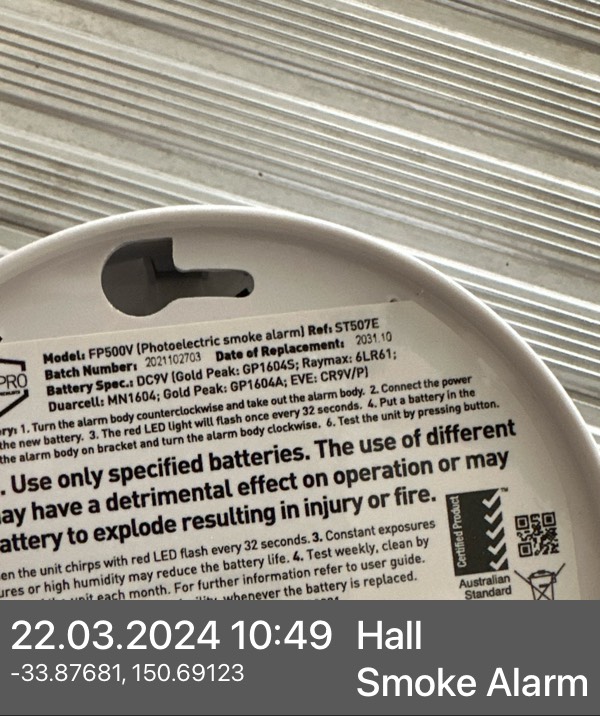 Model: FP500V (Photoelectric smoke alarm) Ref: ST507E
Batch Number: 2021102703 Date of Replacement: 2031.10
Battery Spec.: DC9V (Gold Peak: GP1604S; Raymax: 6LR61;
Duarcell: MN1604; Gold Peak: GP1604A; EVE: CR9V/P)
PRO
1. Turn the alarm body counterclockwise and take out the alarm body. 2. Connect the power
the new battery. 3. The red LED light will flash once every 32 seconds. 4. Put a battery in the
the alarm body on bracket and turn the alarm body clockwise. 6. Test the unit by pressing button.
. Use only specified batteries. The use of different
may have a detrimental effect on operation or may
battery to explode resulting in injury or fire.
the unit chirps with red LED flash every 32 seconds. 3. Constant exposures
or high humidity may reduce the battery life. 4. Test weekly, clean by
unit each month. For further information refer to user guide.
whenever the battery is replaced.
Certified Product
TM
Australian
Standard
22.03.2024 10:49
-33.87681, 150.69123
Hall
Smoke Alarm